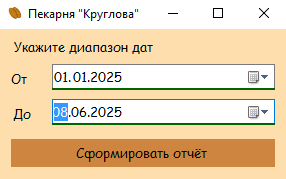 Пекарня "Круглова"
Укажите диапазон дат
От 01.01.2025
До 08.06.2025
Сформировать отчёт